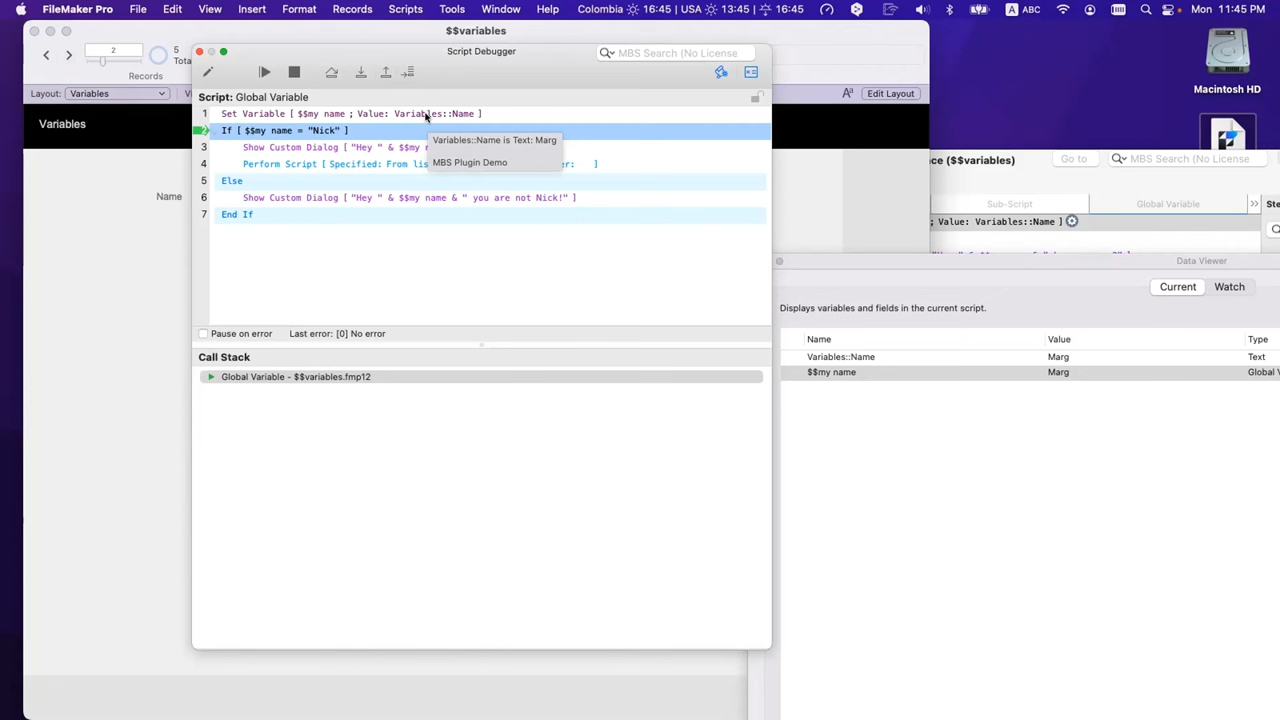 FileMaker Pro File Edit View Insert Format Records Scripts Tools Window Help Colombia 16:45 | USA 13:45 | 16:45 ABC Mon 11:45 PM
$$variables
Script Debugger
MBS Search (No License
2
5
Total
Records
Layout: Variables
Edit Layout
Macintosh HD
Variables
Name
Script: Global Variable
1 Set Variable [ $$my name ; Value: Variables::Name ]
2 If [ $$my name = "Nick" ]
3 Show Custom Dialog [ "Hey " & $$my
4 Perform Script [ Specified: From lis er: ]
5 Else
6 Show Custom Dialog [ "Hey " & $$my name & " you are not Nick!" ]
7 End If
Variables::Name is Text: Marg
MBS Plugin Demo
Pause on error Last error: [0] No error
Call Stack
Global Variable - $$variables.fmp12
ce ($$variables)
Go to
MBS Search (No License
Sub-Script Global Variable Ste
; Value: Variables::Name ]
Data Viewer
Current Watch
Displays variables and fields in the current script.
Name Value Type
Variables::Name Marg Text
$$my name Marg Global V